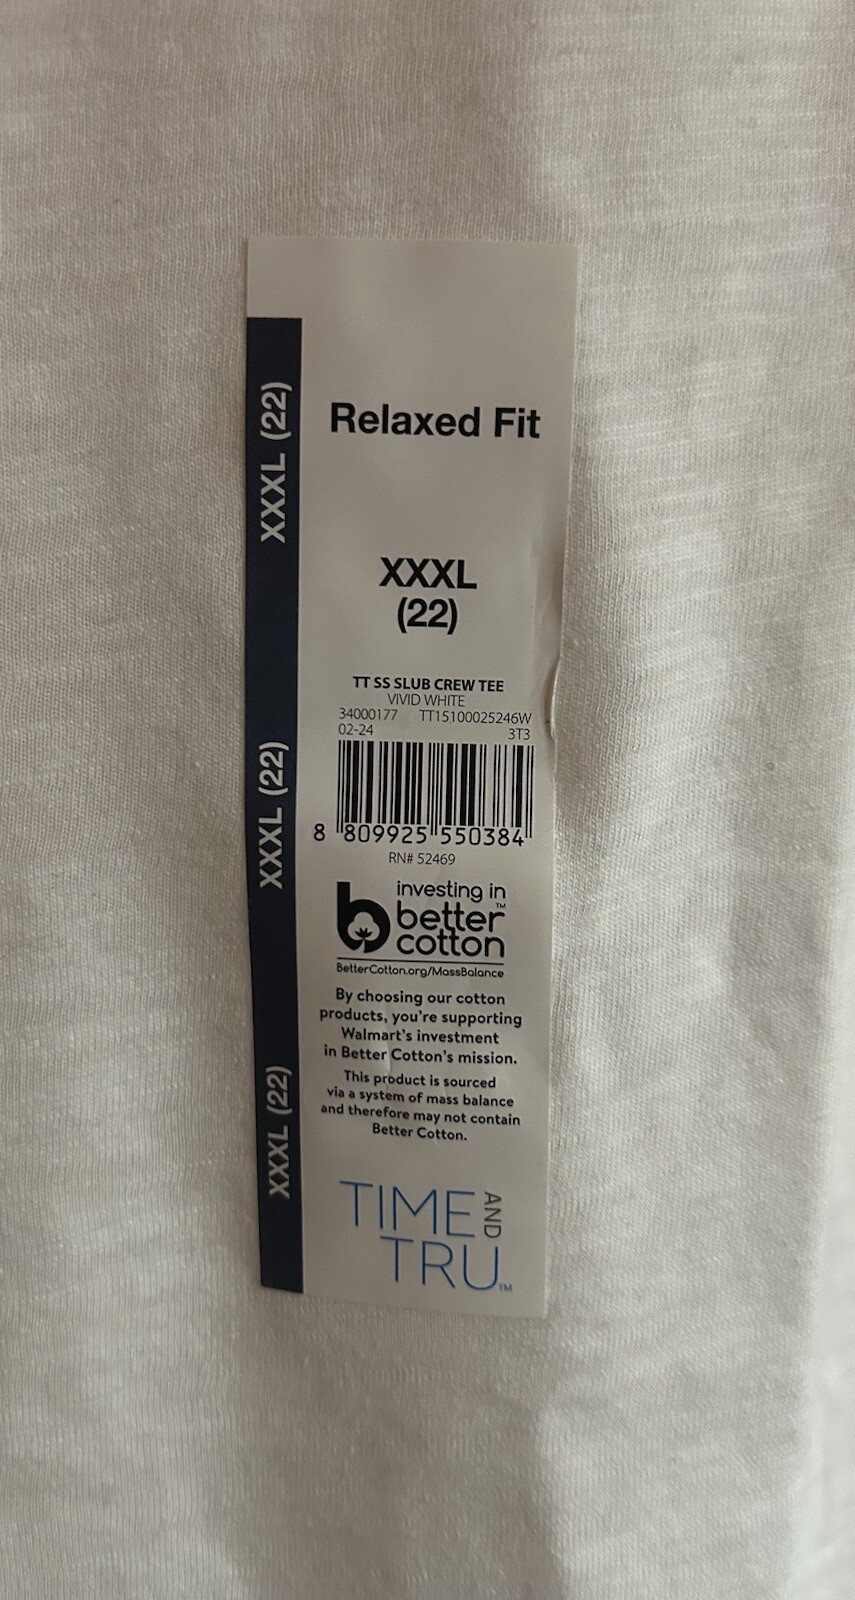 Relaxed Fit
XXXL
(22)
TT SS SLUB CREW TEE
VIVID WHITE
34000177 TT15100025246W
02-24 3T3
8 809925 550384
RN# 52469
investing in
better™
cotton
BetterCotton.org/MassBalance
By choosing our cotton
products, you're supporting
Walmart's investment
in Better Cotton's mission.
This product is sourced
via a system of mass balance
and therefore may not contain
Better Cotton.
TIME AND
TRU™
XXXL (22)
XXXL (22)
XXXL (22)